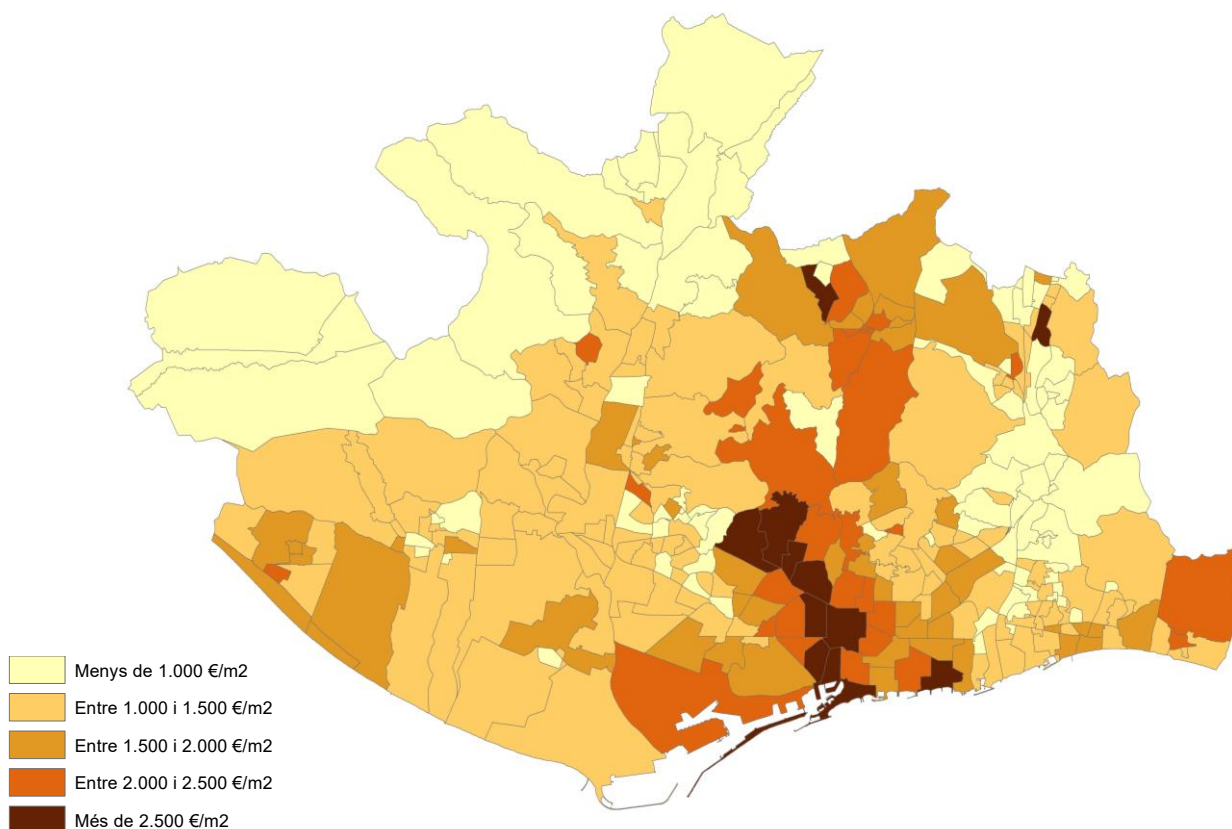 Menys de 1.000 €/m2
Entre 1.000 i 1.500 €/m2
Entre 1.500 i 2.000 €/m2
Entre 2.000 i 2.500 €/m2
Més de 2.500 €/m2